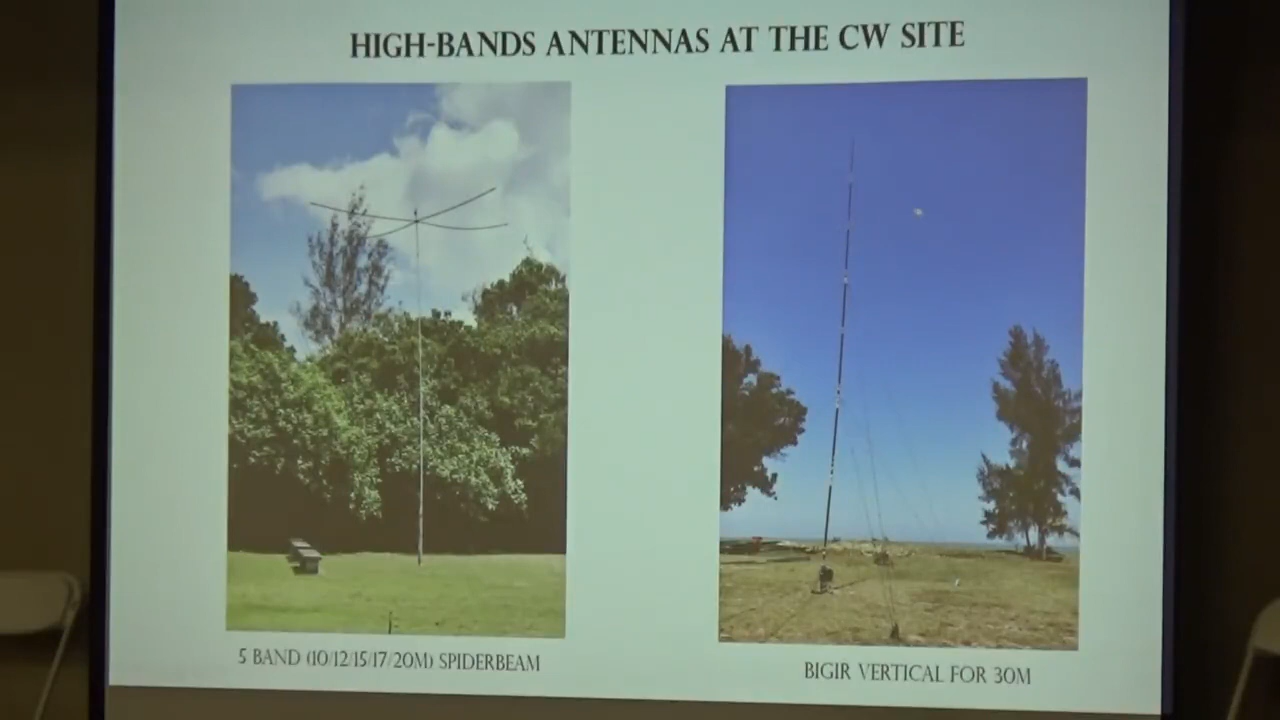 HIGH-BANDS ANTENNAS AT THE CW SITE
5 BAND (10/12/15/17/20M) SPIDERBEAM
BIGIR VERTICAL FOR 30M